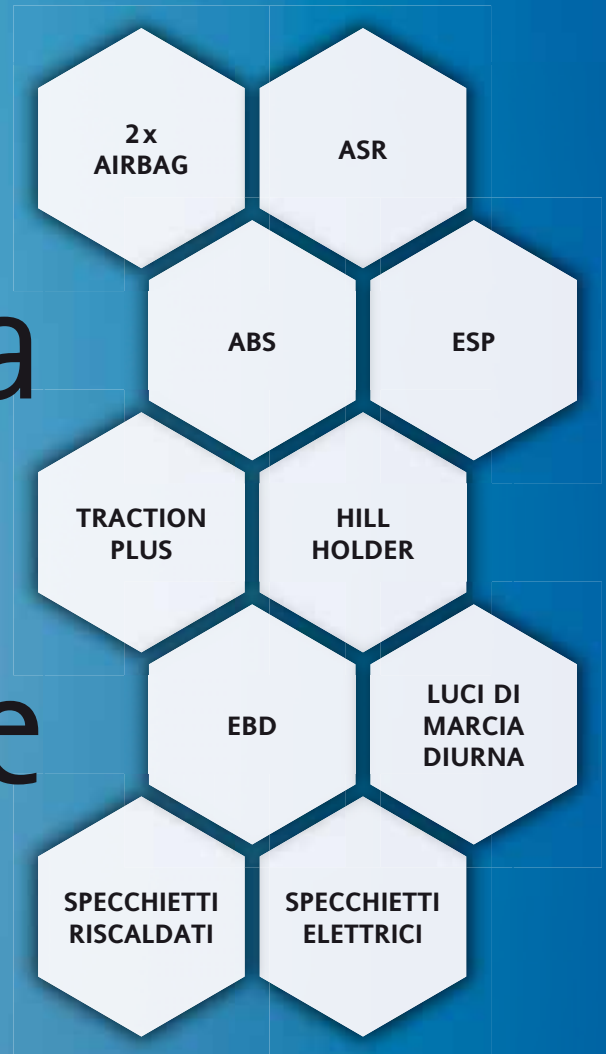 2x
AIRBAG
ASR
a
ABS
ESP
TRACTION
PLUS
HILL
HOLDER
e
EBD
LUCI DI
MARCIA
DIURNA
SPECCHIETTI
RISCALDATI
SPECCHIETTI
ELETTRICI